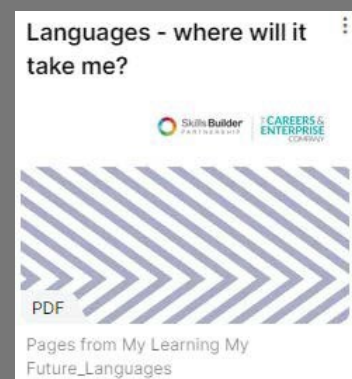 Languages - where will it
take me?
Skills Builder
PARTNERSHIP
THE CAREERS &
ENTERPRISE
COMPANY
PDF
Pages from My Learning My
Future_Languages